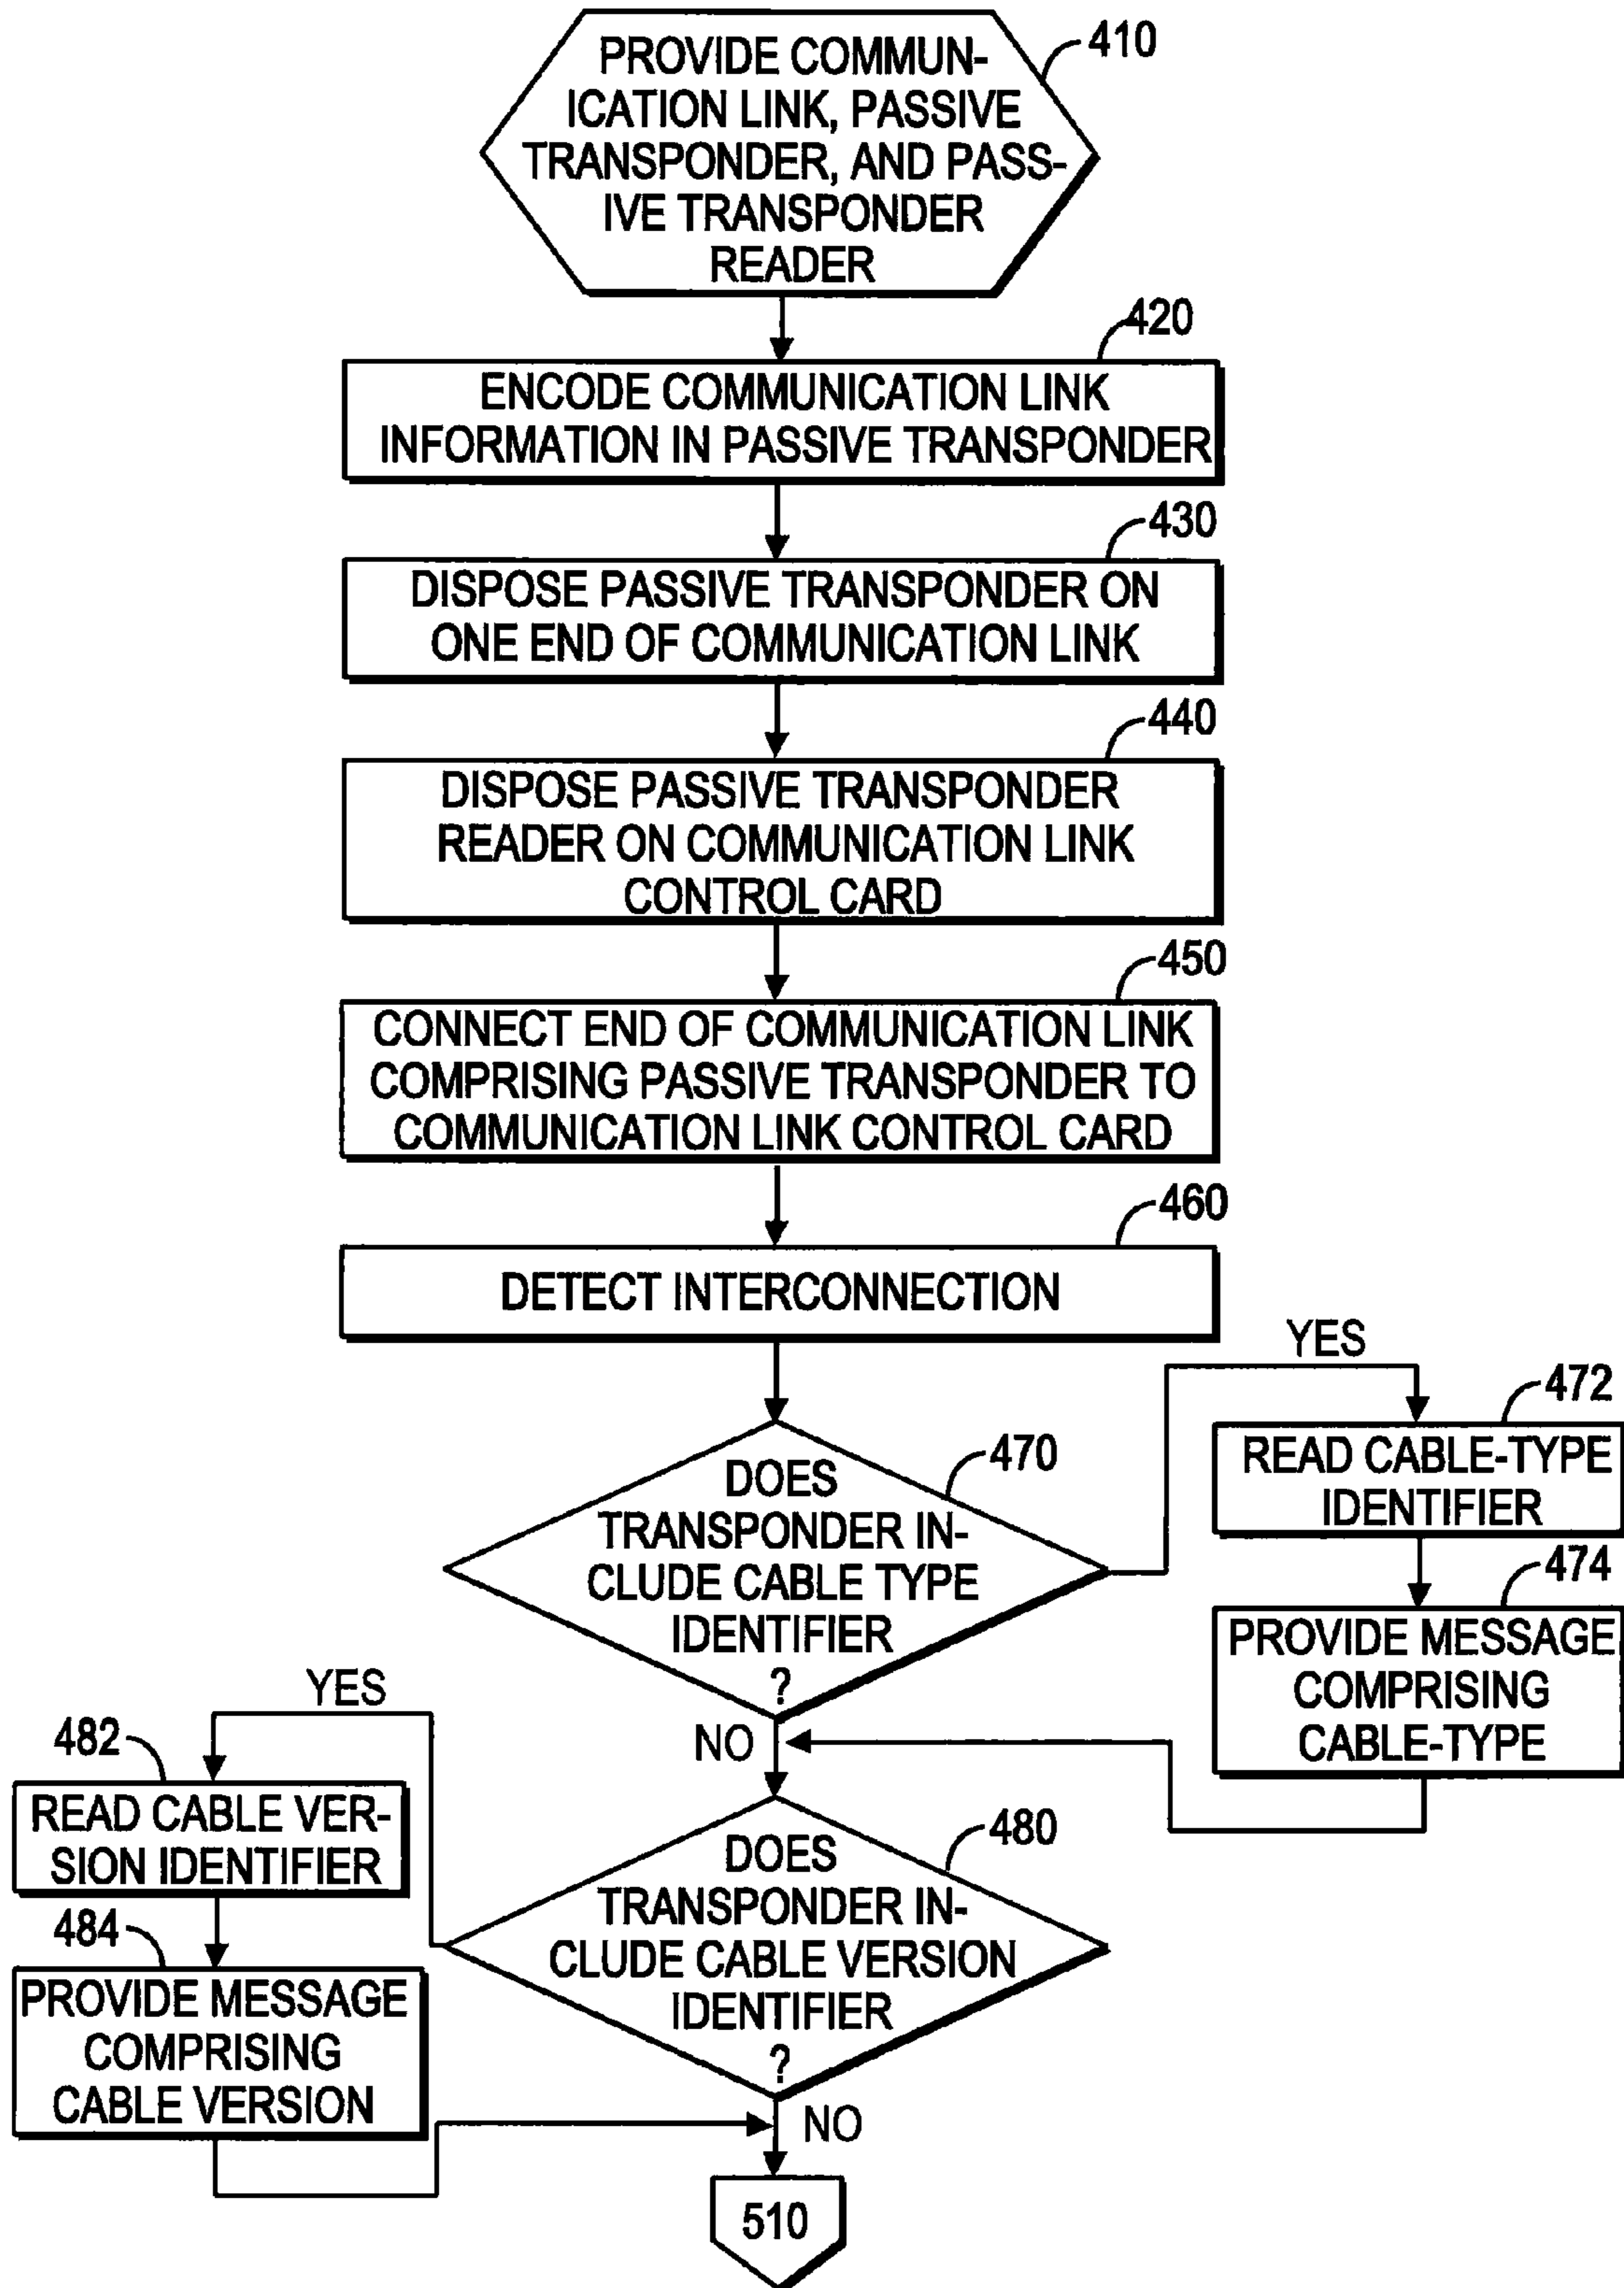 PROVIDE COMMUN-
ICATION LINK, PASSIVE
TRANSPONDER, AND PASS-
IVE TRANSPONDER
READER
410
420
ENCODE COMMUNICATION LINK
INFORMATION IN PASSIVE TRANSPONDER
430
DISPOSE PASSIVE TRANSPONDER ON
ONE END OF COMMUNICATION LINK
440
DISPOSE PASSIVE TRANSPONDER
READER ON COMMUNICATION LINK
CONTROL CARD
450
CONNECT END OF COMMUNICATION LINK
COMPRISING PASSIVE TRANSPONDER TO
COMMUNICATION LINK CONTROL CARD
460
DETECT INTERCONNECTION
470
DOES
TRANSPONDER IN-
CLUDE CABLE TYPE
IDENTIFIER
?
YES
472
READ CABLE-TYPE
IDENTIFIER
474
PROVIDE MESSAGE
COMPRISING
CABLE-TYPE
NO
480
DOES
TRANSPONDER IN-
CLUDE CABLE VERSION
IDENTIFIER
?
YES
482
READ CABLE VER-
SION IDENTIFIER
484
PROVIDE MESSAGE
COMPRISING
CABLE VERSION
NO
510